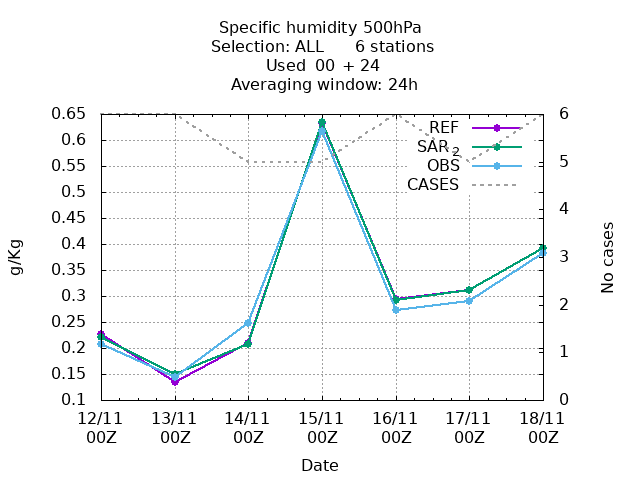 Specific humidity 500hPa
Selection: ALL      6 stations
Used  00  + 24
Averaging window: 24h
g/Kg
0.65
0.6
0.55
0.5
0.45
0.4
0.35
0.3
0.25
0.2
0.15
0.1
REF
SAR_2
OBS
CASES
6
5
4
3
2
1
0
No cases
12/11 13/11 14/11 15/11 16/11 17/11 18/11
00Z 00Z 00Z 00Z 00Z 00Z 00Z
Date